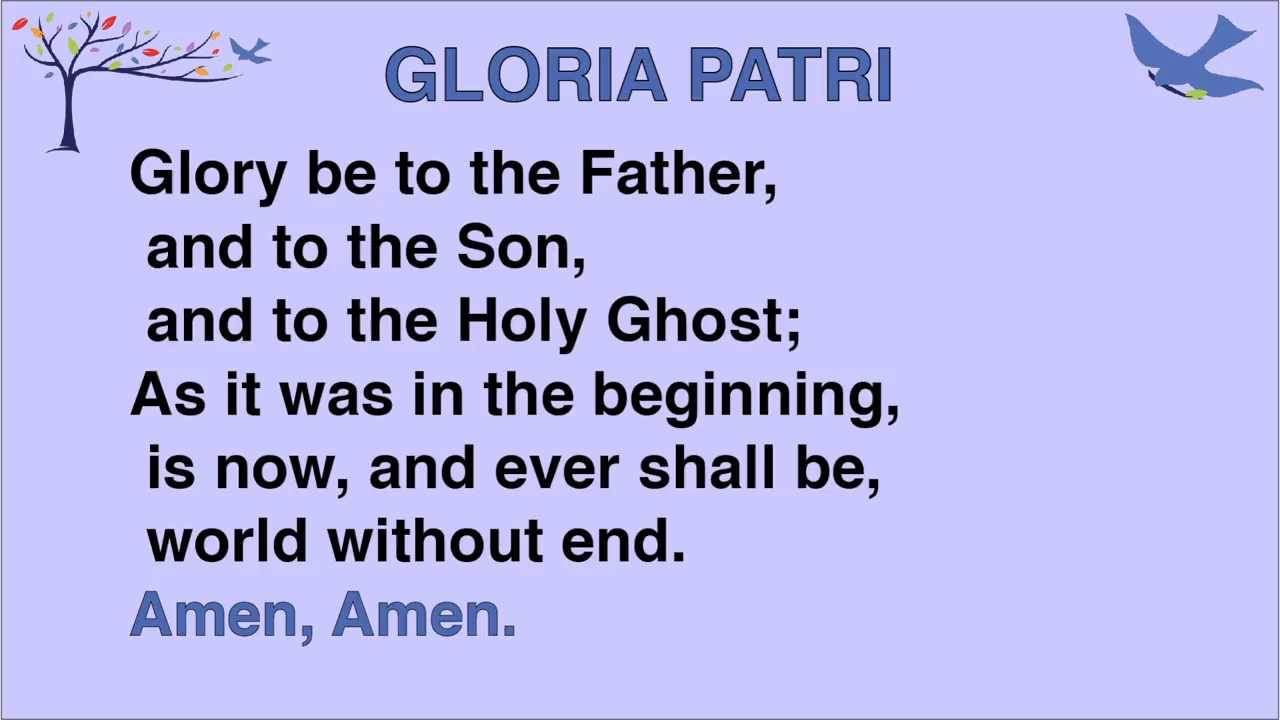 GLORIA PATRI
Glory be to the Father,
and to the Son,
and to the Holy Ghost;
As it was in the beginning,
is now, and ever shall be,
world without end.
Amen, Amen.